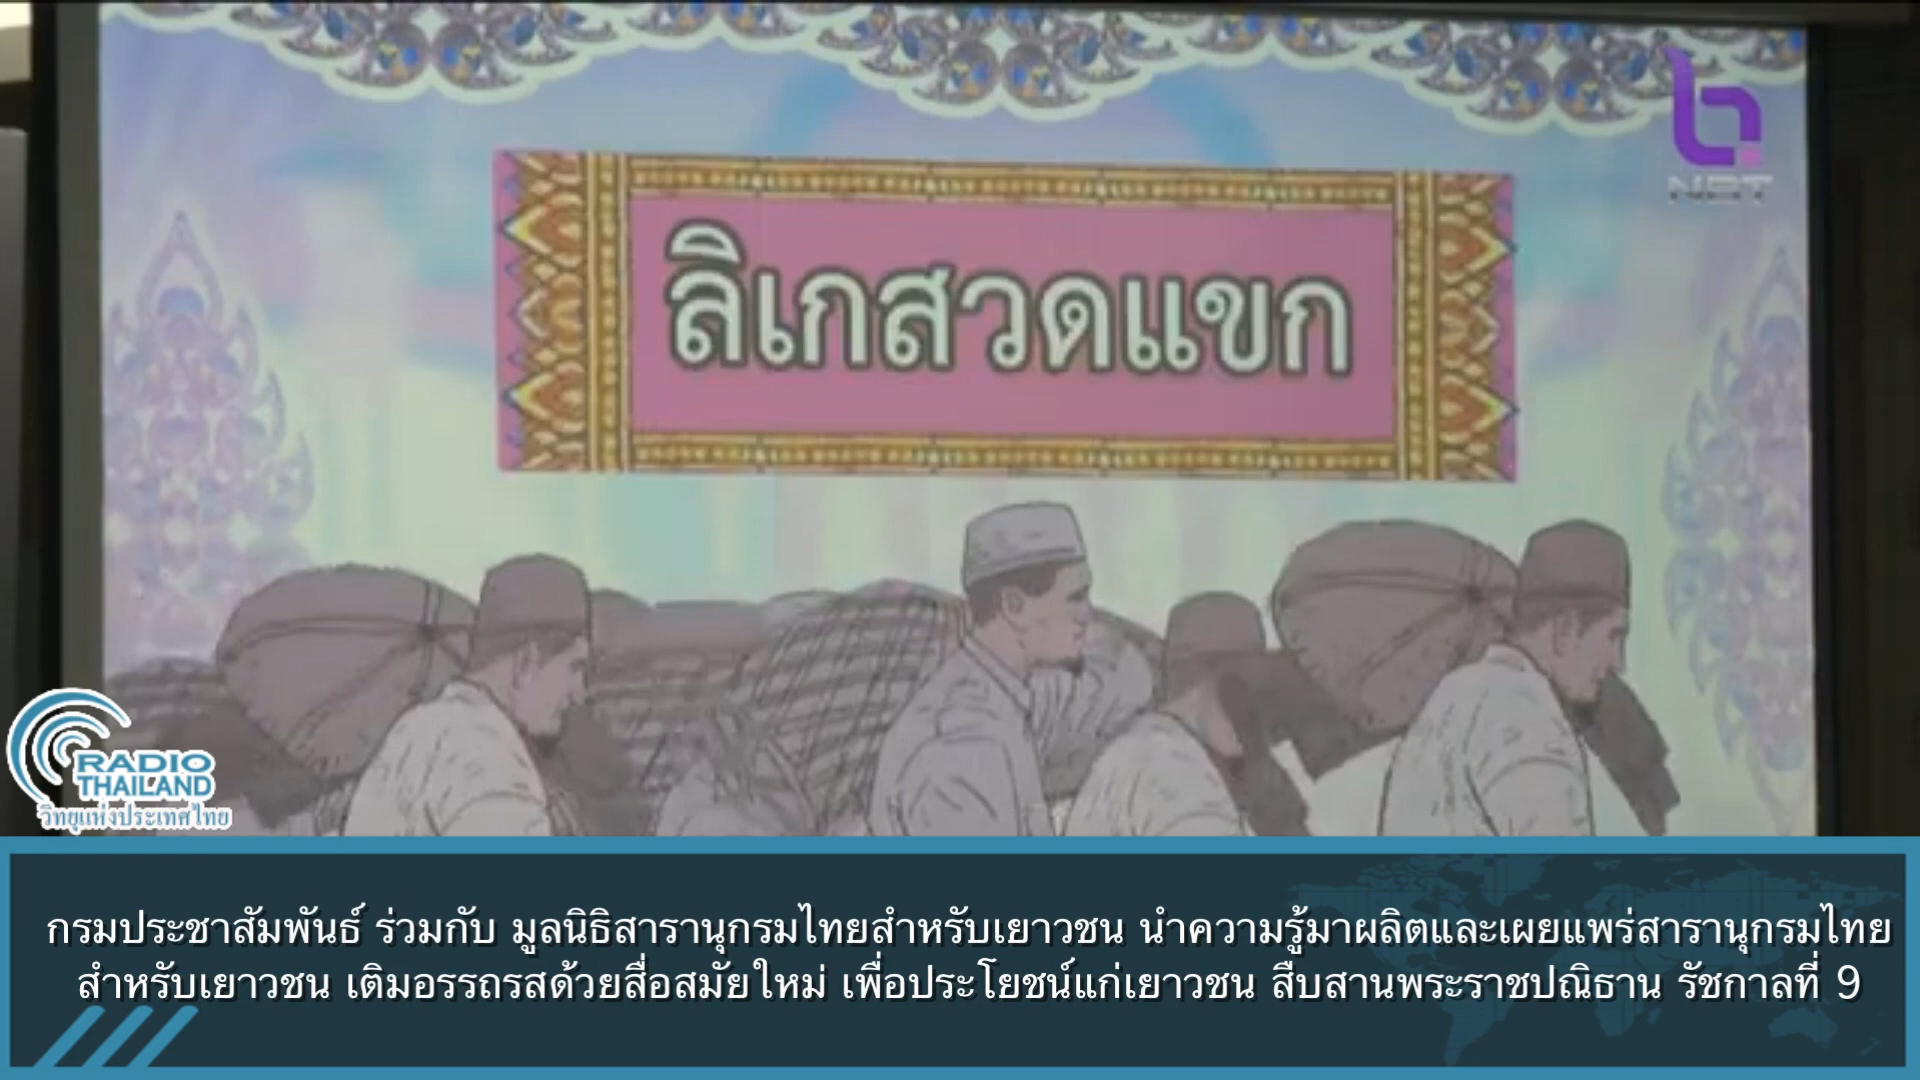 NBT
ลิเกสวดแขก
RADIO
THAILAND
วิทยุแห่งประเทศไทย
กรมประชาสัมพันธ์ ร่วมกับ มูลนิธิสารานุกรมไทยสำหรับเยาวชน นำความรู้มาผลิตและเผยแพร่สารานุกรมไทย
สำหรับเยาวชน เติมอรรถรสด้วยสื่อสมัยใหม่ เพื่อประโยชน์แก่เยาวชน สืบสานพระราชปณิธาน รัชกาลที่ 9